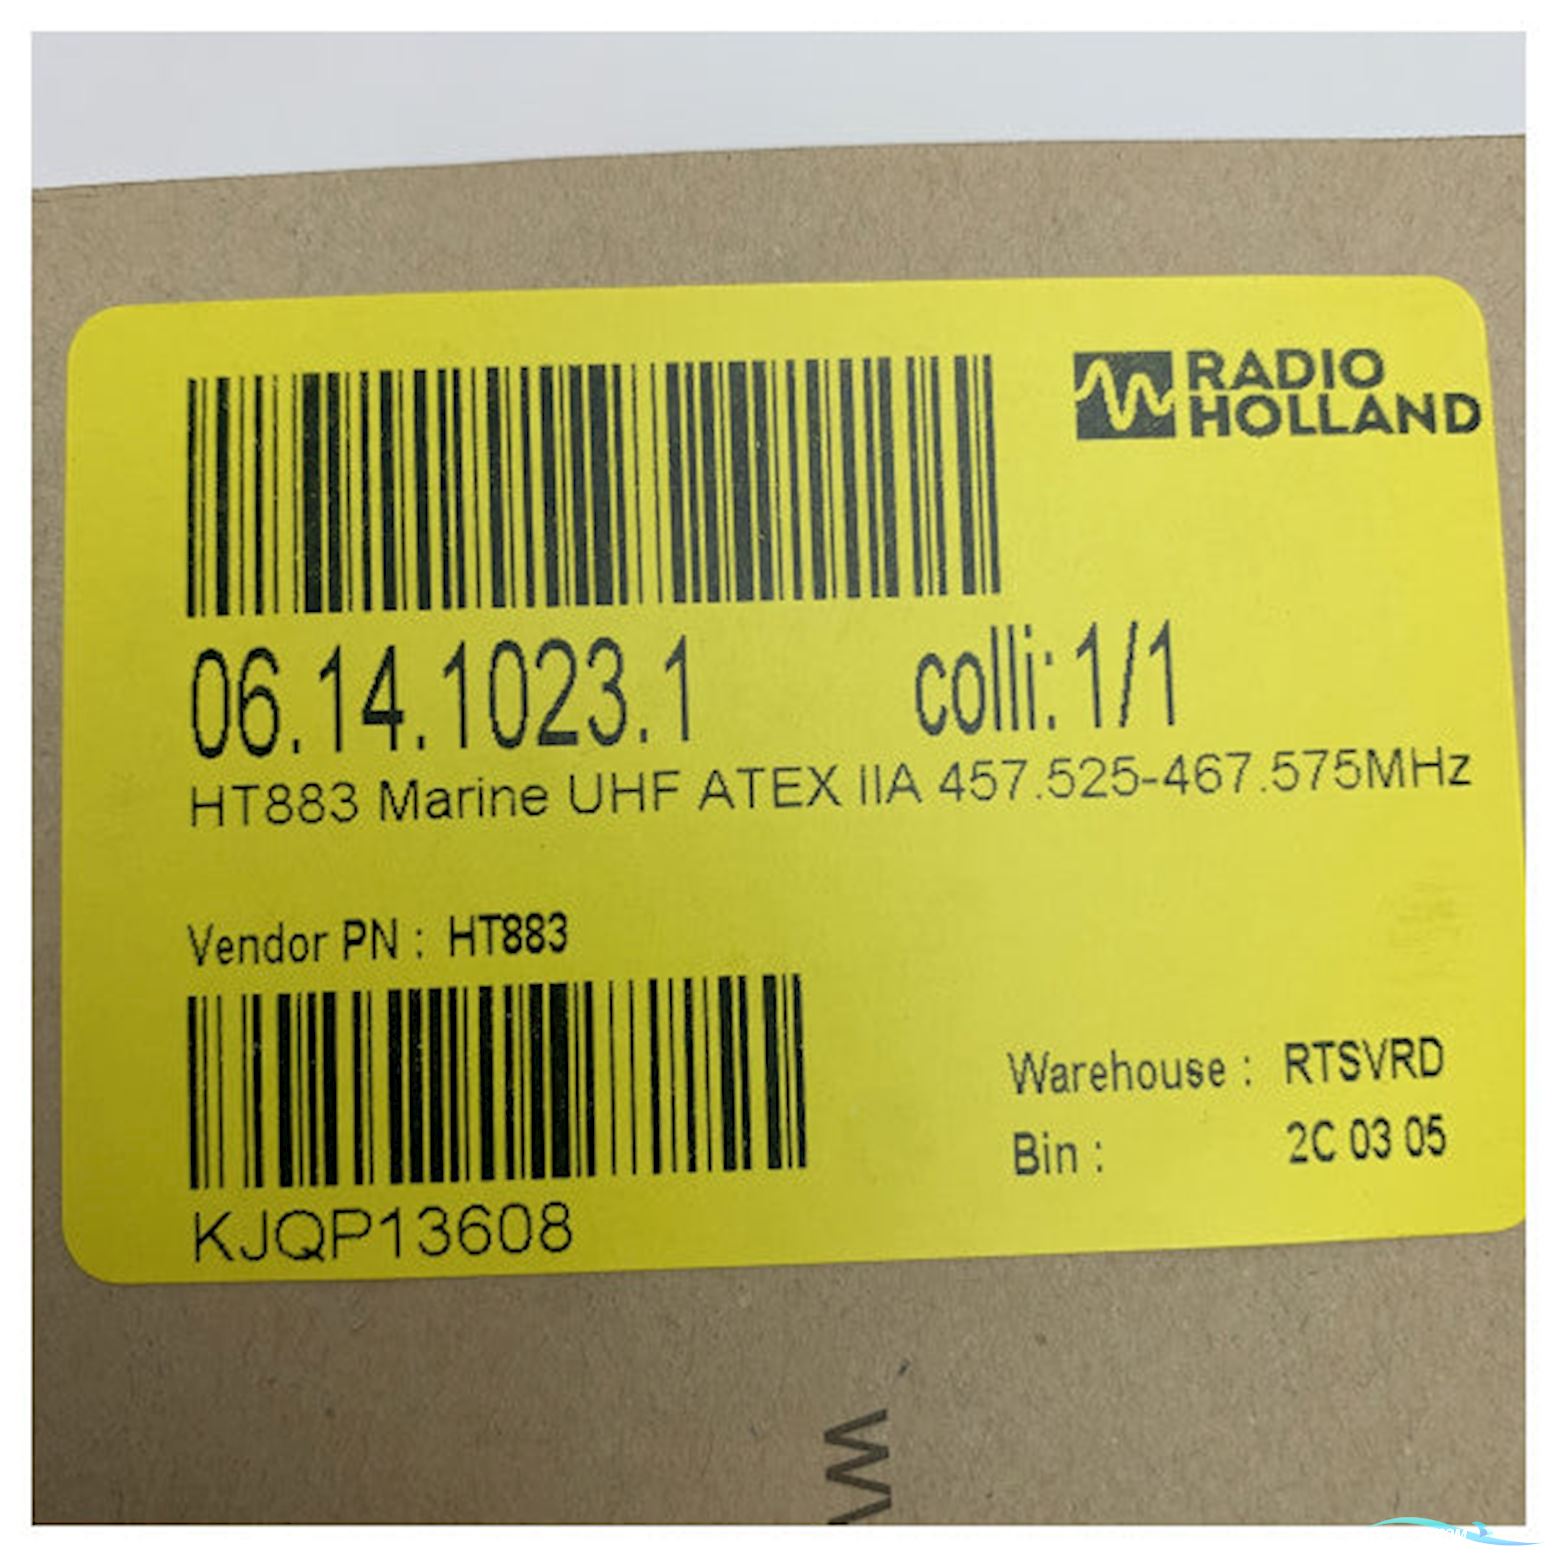 RADIO
HOLLAND
06.14.1023.1 colli: 1/1
HT883 Marine UHF ATEX IIA 457.525-467.575MHz
Vendor PN : HT883
Warehouse : RTSVRD
Bin : 2C 03 05
KJQP13608